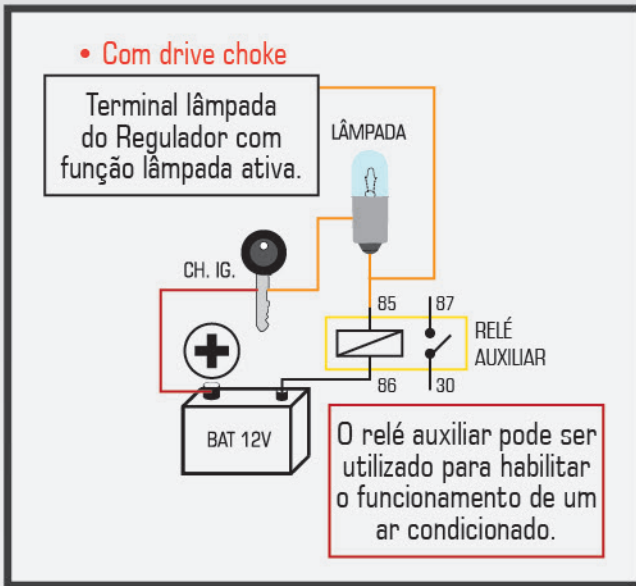 • Com drive choke
Terminal lâmpada
do Regulador com
função lâmpada ativa.
LÂMPADA
CH. IG.
85
87
RELÉ
AUXILIAR
86
30
BAT 12V
O relé auxiliar pode ser
utilizado para habilitar
o funcionamento de um
ar condicionado.